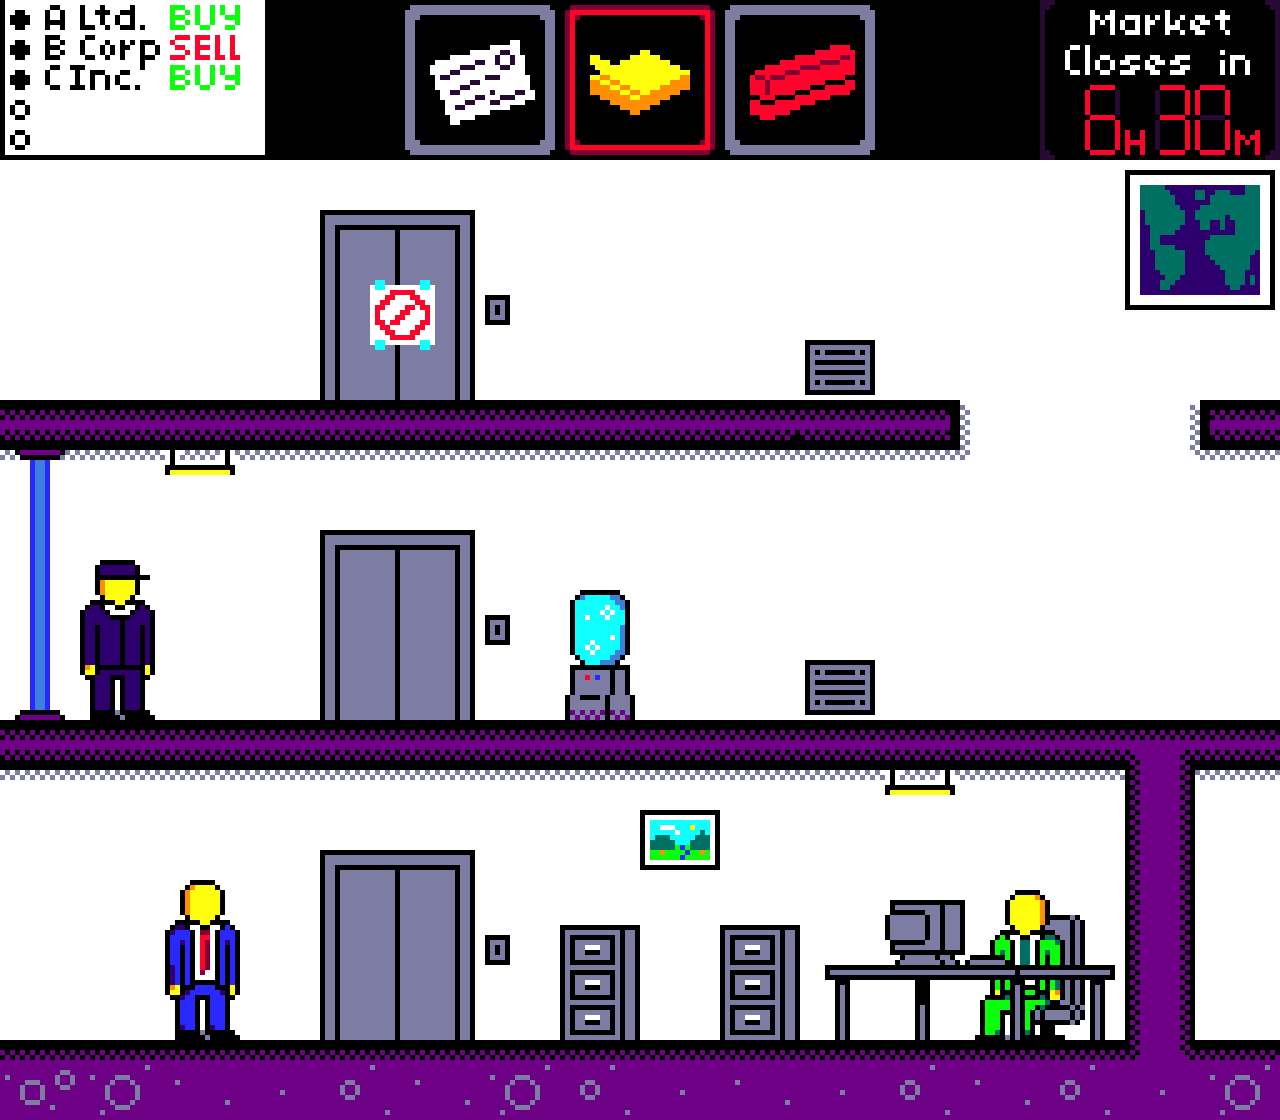 A Ltd. BUY
B Corp SELL
C Inc. BUY
Market
Closes in
6H 30M